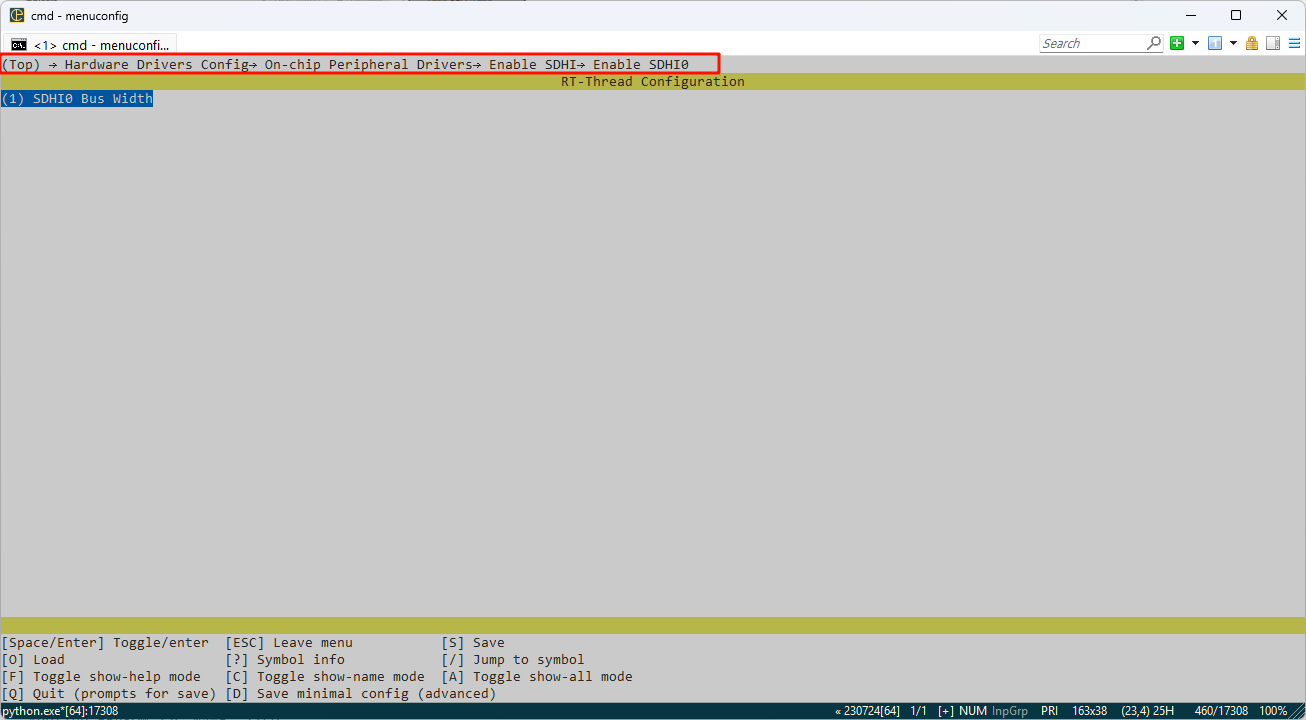 cmd - menuconfig
<1> cmd - menuconfi...
Search
(Top) → Hardware Drivers Config→ On-chip Peripheral Drivers→ Enable SDHI→ Enable SDHI0
RT-Thread Configuration
(1) SDHI0 Bus Width
[Space/Enter] Toggle/enter [ESC] Leave menu [S] Save
[O] Load [?] Symbol info [/] Jump to symbol
[F] Toggle show-help mode [C] Toggle show-name mode [A] Toggle show-all mode
[Q] Quit (prompts for save) [D] Save minimal config (advanced)
python.exe*[64]:17308 « 230724[64] 1/1 [+] NUM InpGrp PRI 163x38 (23,4) 25H 460/17308 100%